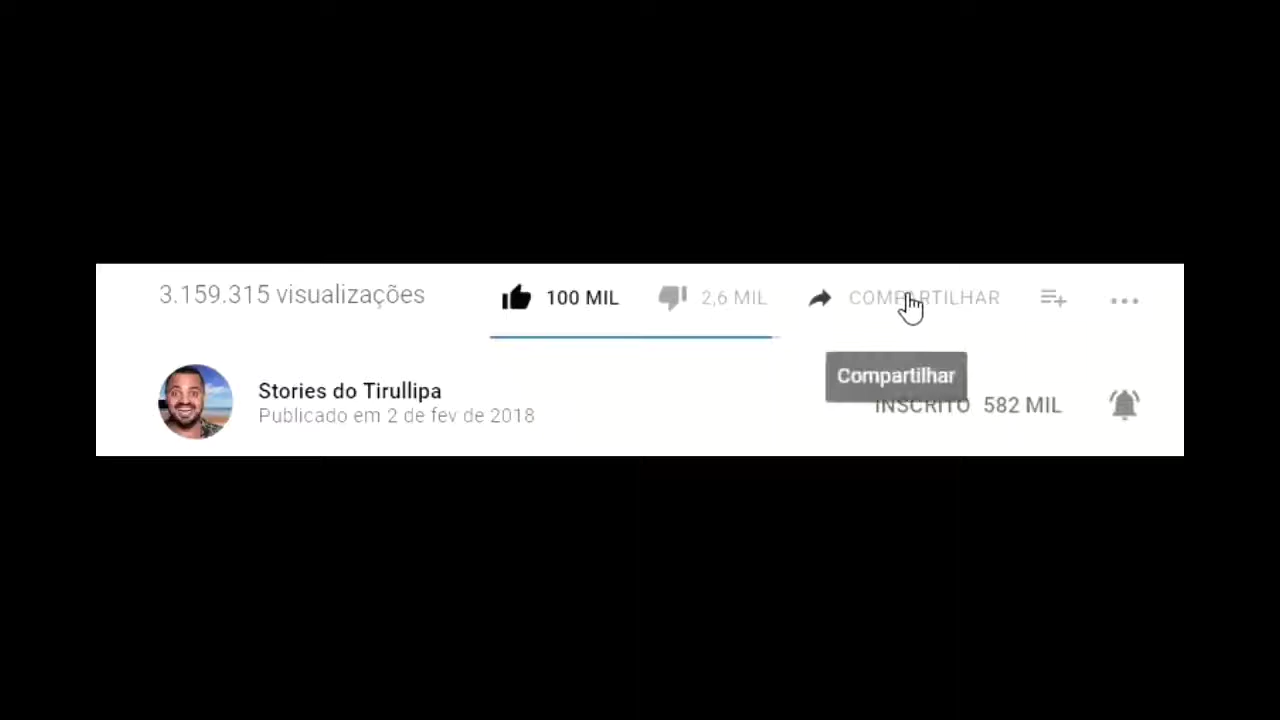 3.159.315 visualizações 100 MIL 2,6 MIL COMPARTILHAR
Compartilhar
Stories do Tirullipa
INSCRITO 582 MIL
Publicado em 2 de fev de 2018